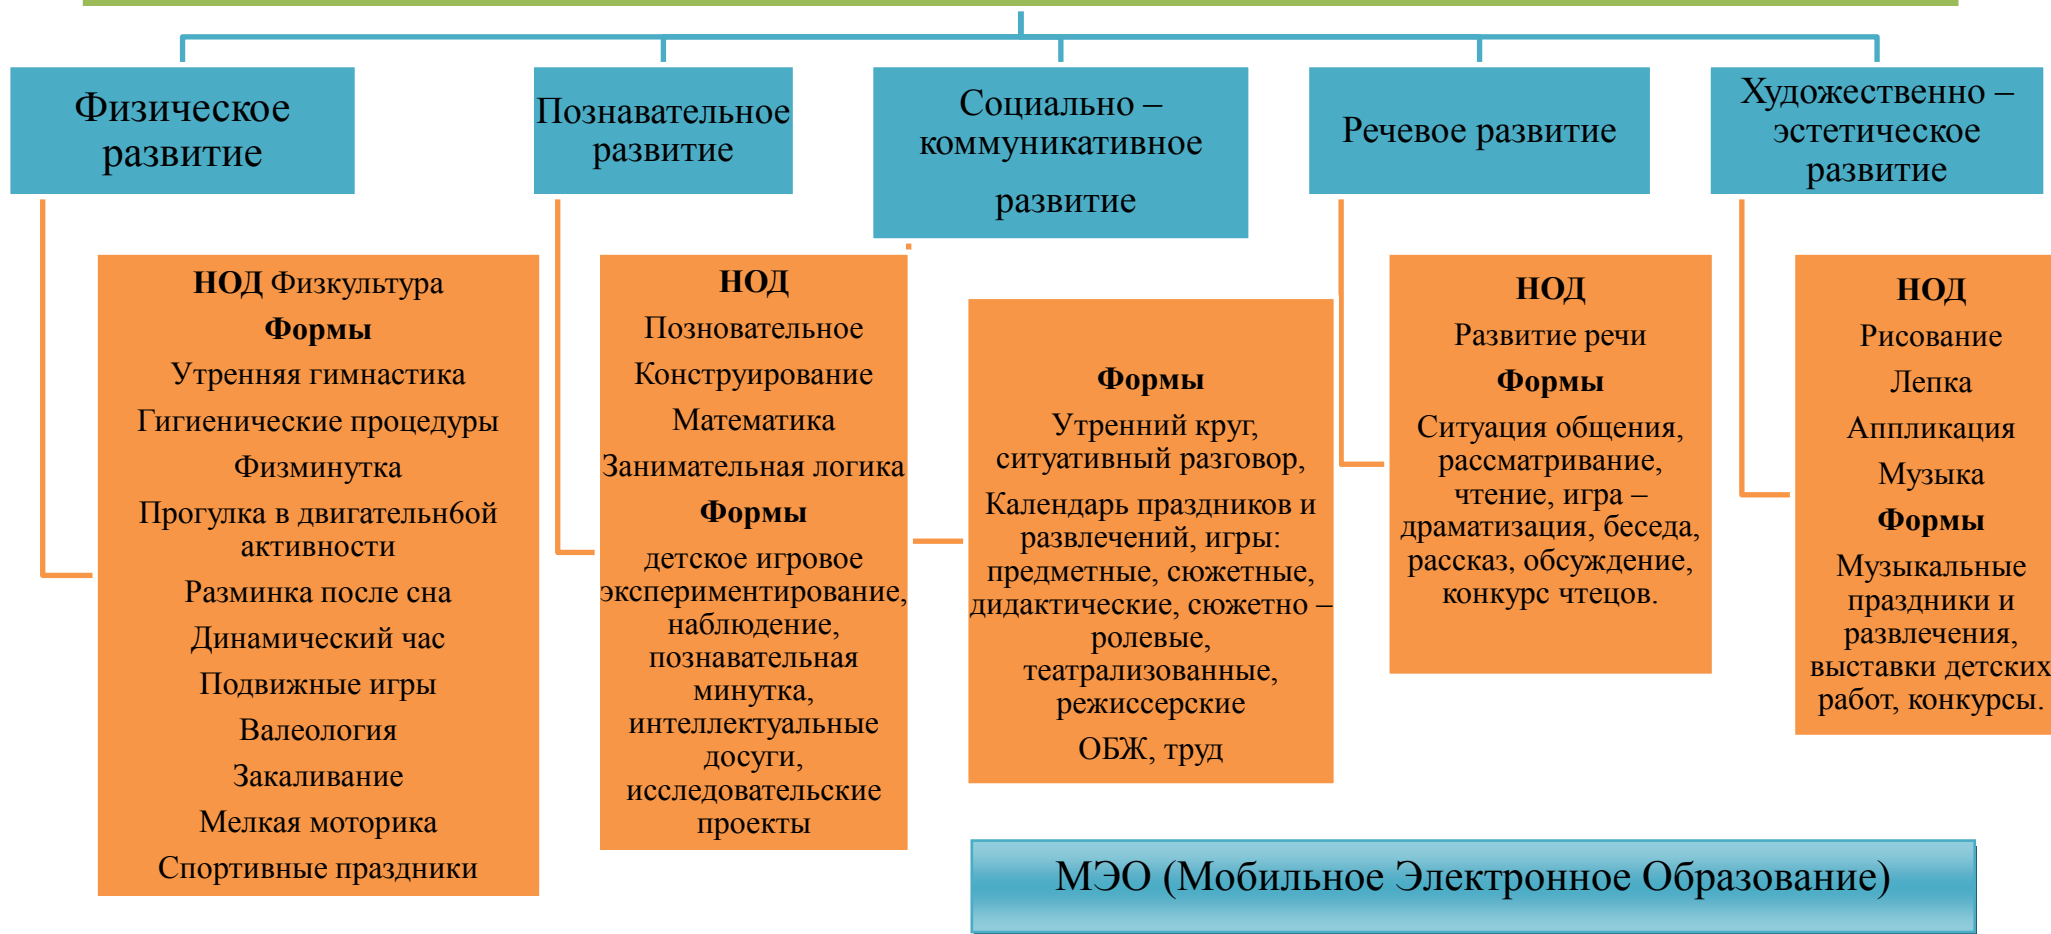 Физическое
развитие
Познавательное
развитие
Социально –
коммуникативное
развитие
Речевое развитие
Художественно –
эстетическое
развитие
НОД Физкультура
Формы
Утренняя гимнастика
Гигиенические процедуры
Физминутка
Прогулка в двигательн6ой
активности
Разминка после сна
Динамический час
Подвижные игры
Валеология
Закаливание
Мелкая моторика
Спортивные праздники
НОД
Позновательное
Конструирование
Математика
Занимательная логика
Формы
детское игровое
экспериментирование,
наблюдение,
познавательная
минутка,
интеллектуальные
досуги,
исследовательские
проекты
Формы
Утренний круг,
ситуативный разговор,
Календарь праздников и
развлечений, игры:
предметные, сюжетные,
дидактические, сюжетно –
ролевые,
театрализованные,
режиссерские
ОБЖ, труд
НОД
Развитие речи
Формы
Ситуация общения,
рассматривание,
чтение, игра –
драматизация, беседа,
рассказ, обсуждение,
конкурс чтецов.
НОД
Рисование
Лепка
Аппликация
Музыка
Формы
Музыкальные
праздники и
развлечения,
выставки детских
работ, конкурсы.
МЭО (Мобильное Электронное Образование)